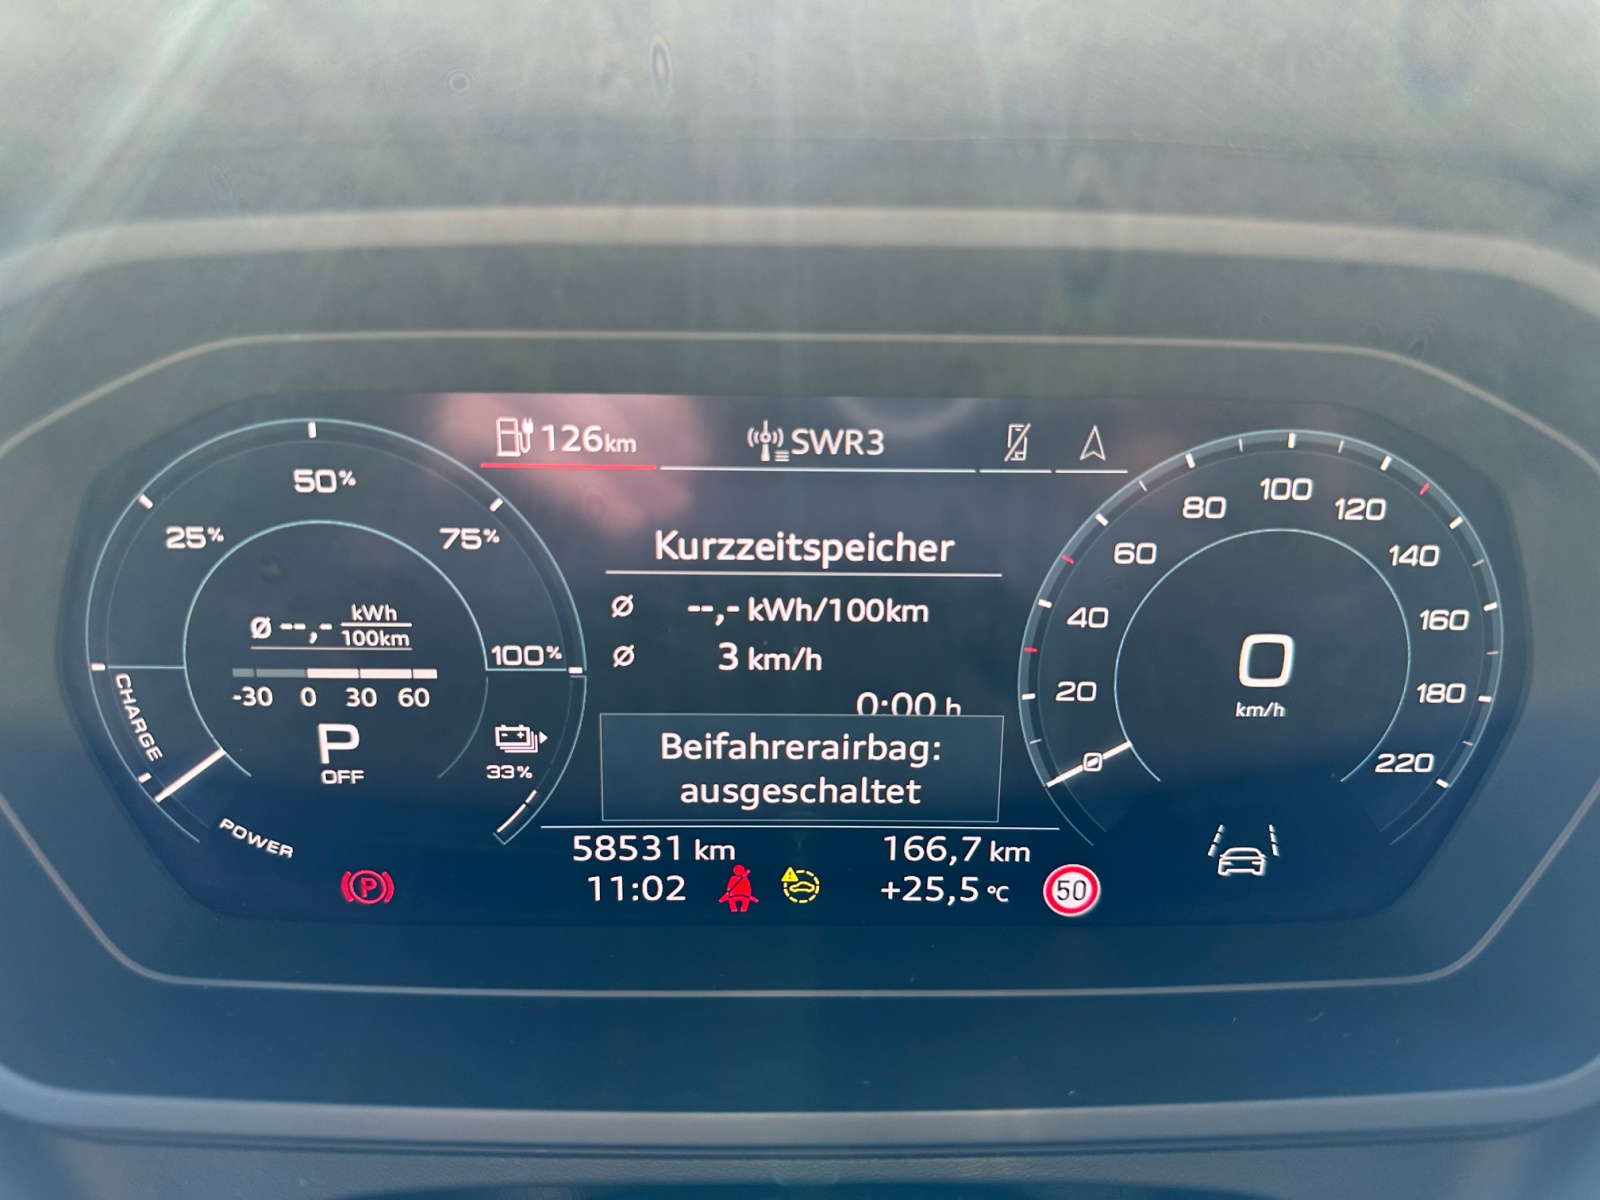 126km
SWR3
50%
25%
75%
100%
ø --,- kWh
100km
-30 0 30 60
CHARGE
POWER
P
OFF
33%
Kurzzeitspeicher
ø --,- kWh/100km
ø 3 km/h
0:00 h
Beifahrerairbag:
ausgeschaltet
58531 km
166,7 km
11:02
+25,5 °C
50
P
0
20
40
60
80
100
120
140
160
180
220
0
km/h